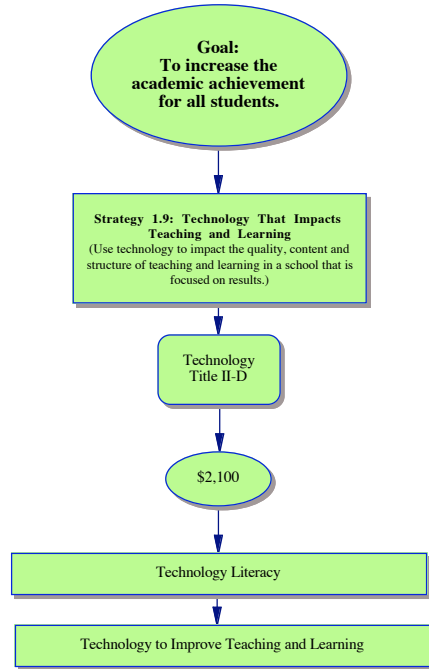 Goal:
To increase the
academic achievement
for all students.
Strategy 1.9: Technology That Impacts
Teaching and Learning
(Use technology to impact the quality, content and
structure of teaching and learning in a school that is
focused on results.)
Technology
Title II-D
$2,100
Technology Literacy
Technology to Improve Teaching and Learning